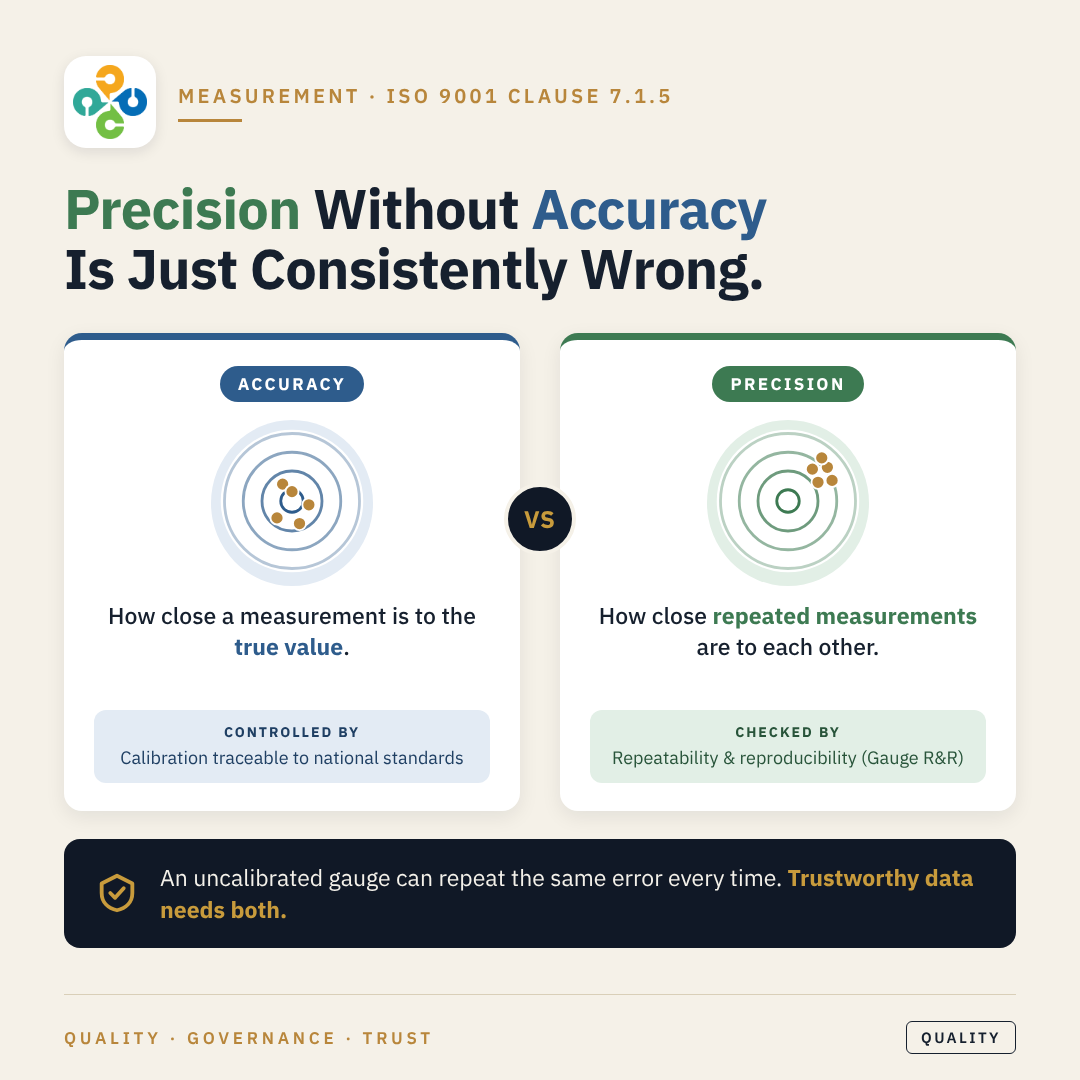 MEASUREMENT · ISO 9001 CLAUSE 7.1.5
Precision Without Accuracy
Is Just Consistently Wrong.
ACCURACY
How close a measurement is to the
true value.
CONTROLLED BY
Calibration traceable to national standards
VS
PRECISION
How close repeated measurements
are to each other.
CHECKED BY
Repeatability & reproducibility (Gauge R&R)
An uncalibrated gauge can repeat the same error every time. Trustworthy data
needs both.
QUALITY · GOVERNANCE · TRUST
QUALITY